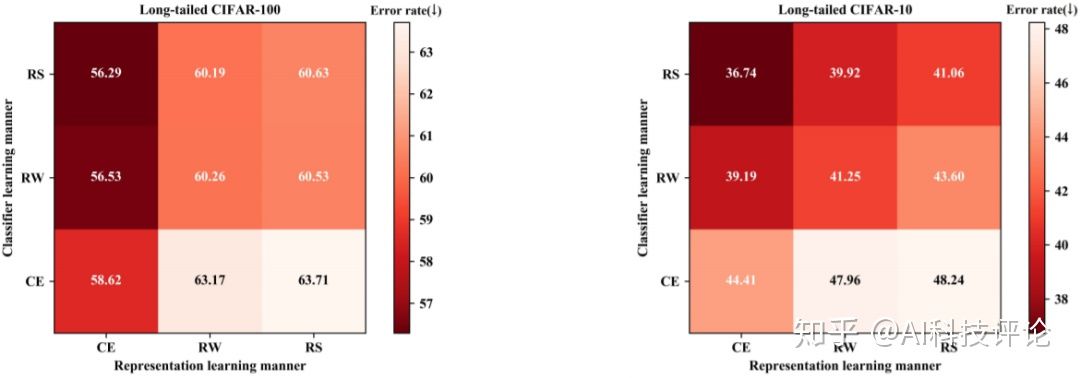 Long-tailed CIFAR-100
Error rate(↓)
Classifier learning manner
RS
56.29 60.19 60.63
RW
56.53 60.26 60.53
CE
58.62 63.17 63.71
CE RW RS
Representation learning manner
63
62
61
60
59
58
57
Long-tailed CIFAR-10
Error rate(↓)
Classifier learning manner
RS
36.74 39.92 41.06
RW
39.19 41.25 43.60
CE
44.41 47.96 48.24
CE RW RS
Representation learning manner
48
46
44
42
40
38
知乎 @AI科技评论